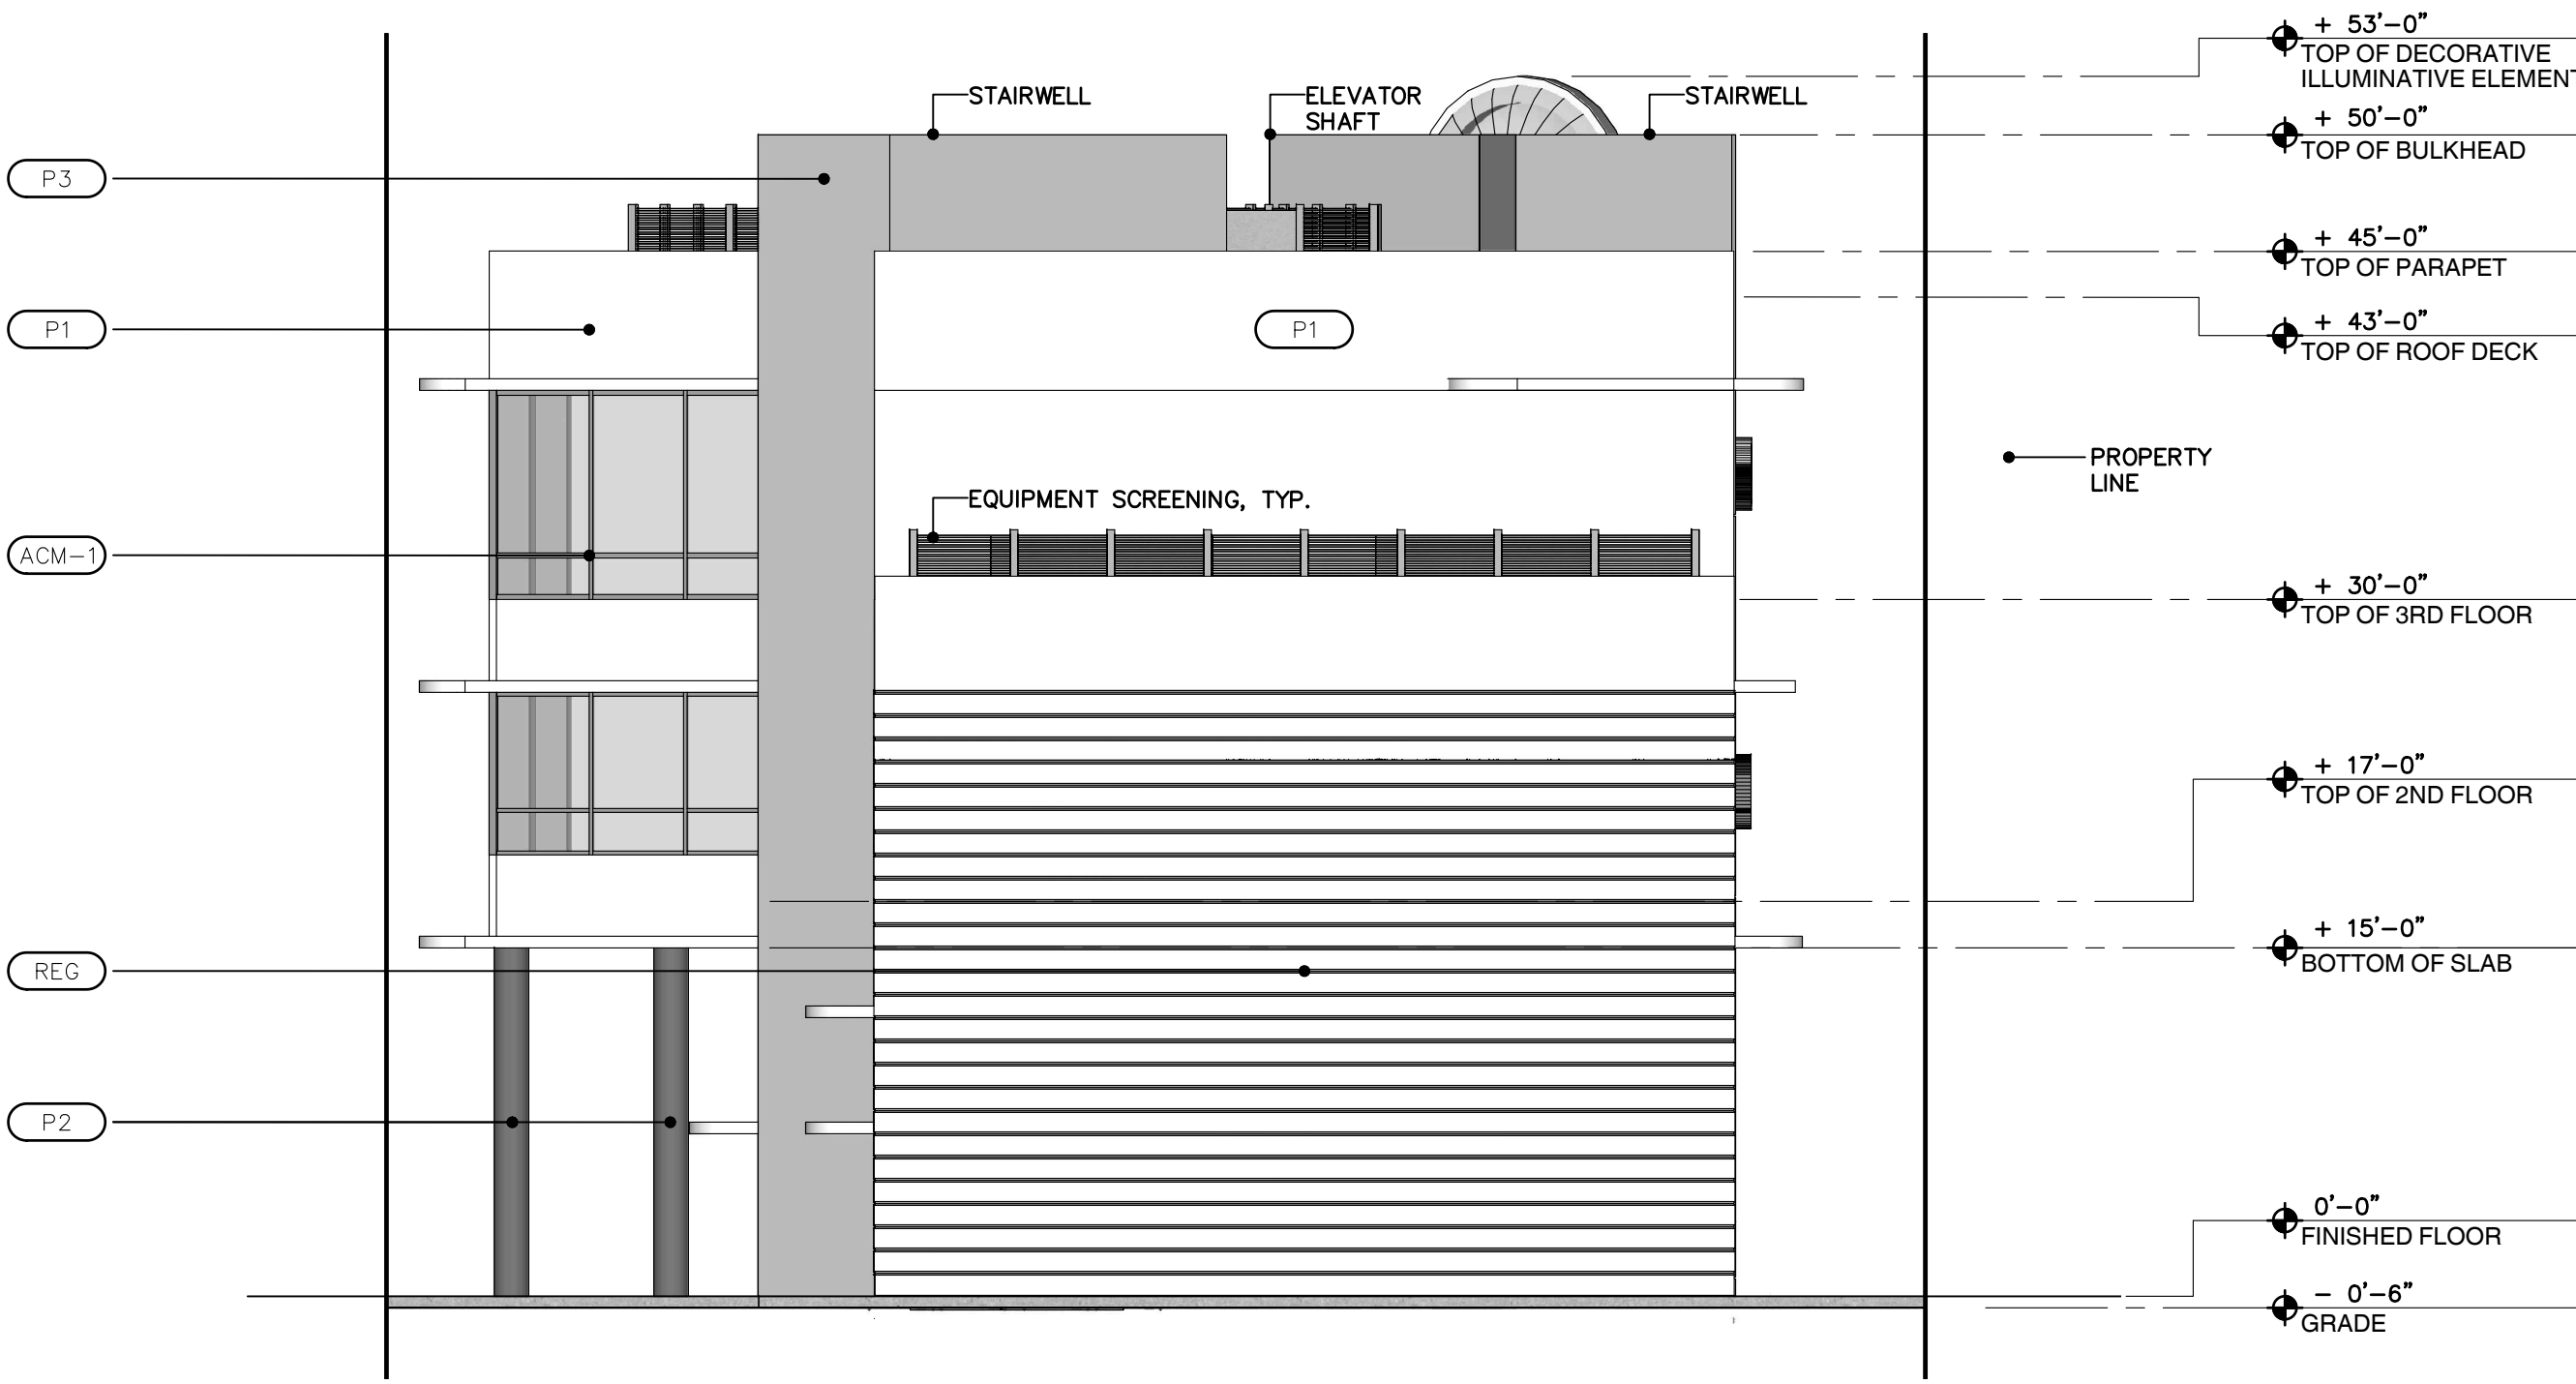 + 53'-0"
TOP OF DECORATIVE
ILLUMINATIVE ELEMENT
STAIRWELL
ELEVATOR
SHAFT
STAIRWELL
+ 50'-0"
TOP OF BULKHEAD
P3
+ 45'-0"
TOP OF PARAPET
P1
P1
+ 43'-0"
TOP OF ROOF DECK
PROPERTY
LINE
EQUIPMENT SCREENING, TYP.
ACM-1
+ 30'-0"
TOP OF 3RD FLOOR
+ 17'-0"
TOP OF 2ND FLOOR
+ 15'-0"
BOTTOM OF SLAB
REG
P2
0'-0"
FINISHED FLOOR
- 0'-6"
GRADE